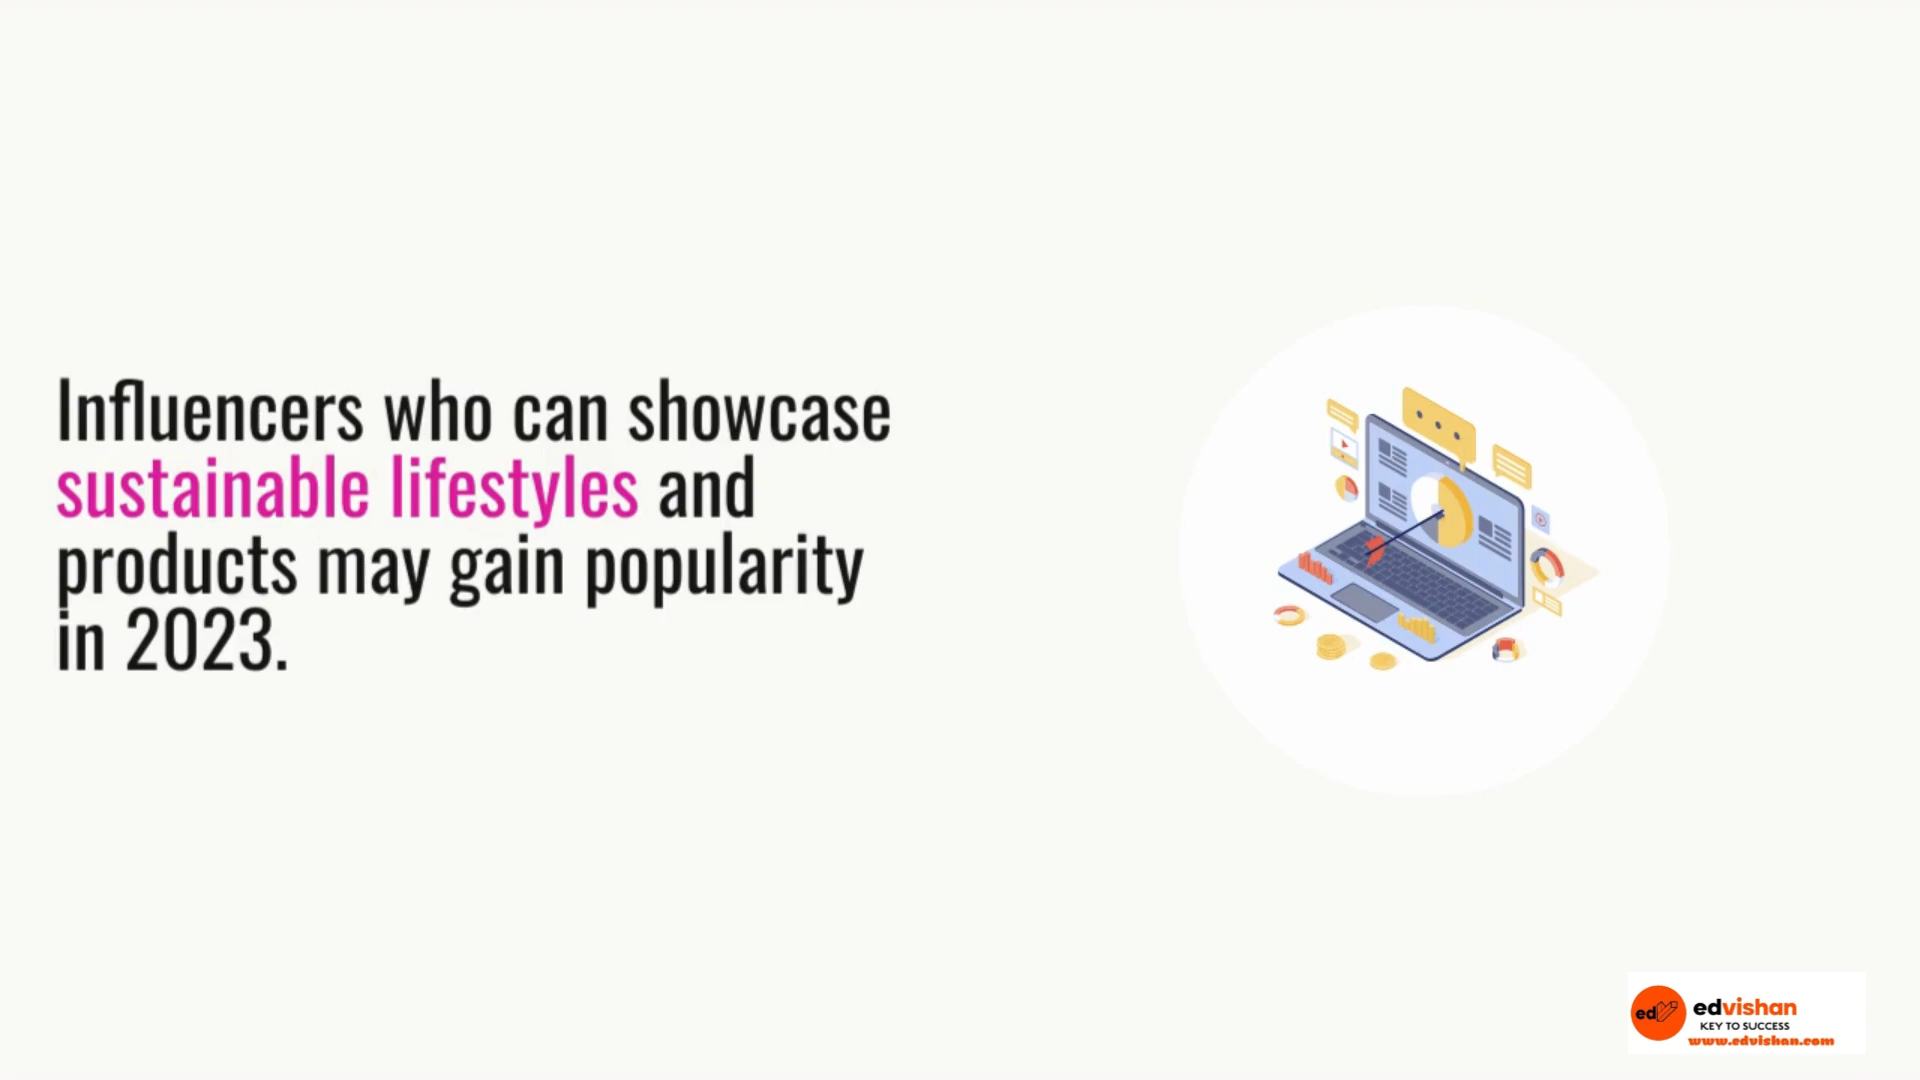 Influencers who can showcase
sustainable lifestyles and
products may gain popularity
in 2023.
ed
edvishan
KEY TO SUCCESS
www.edvishan.com